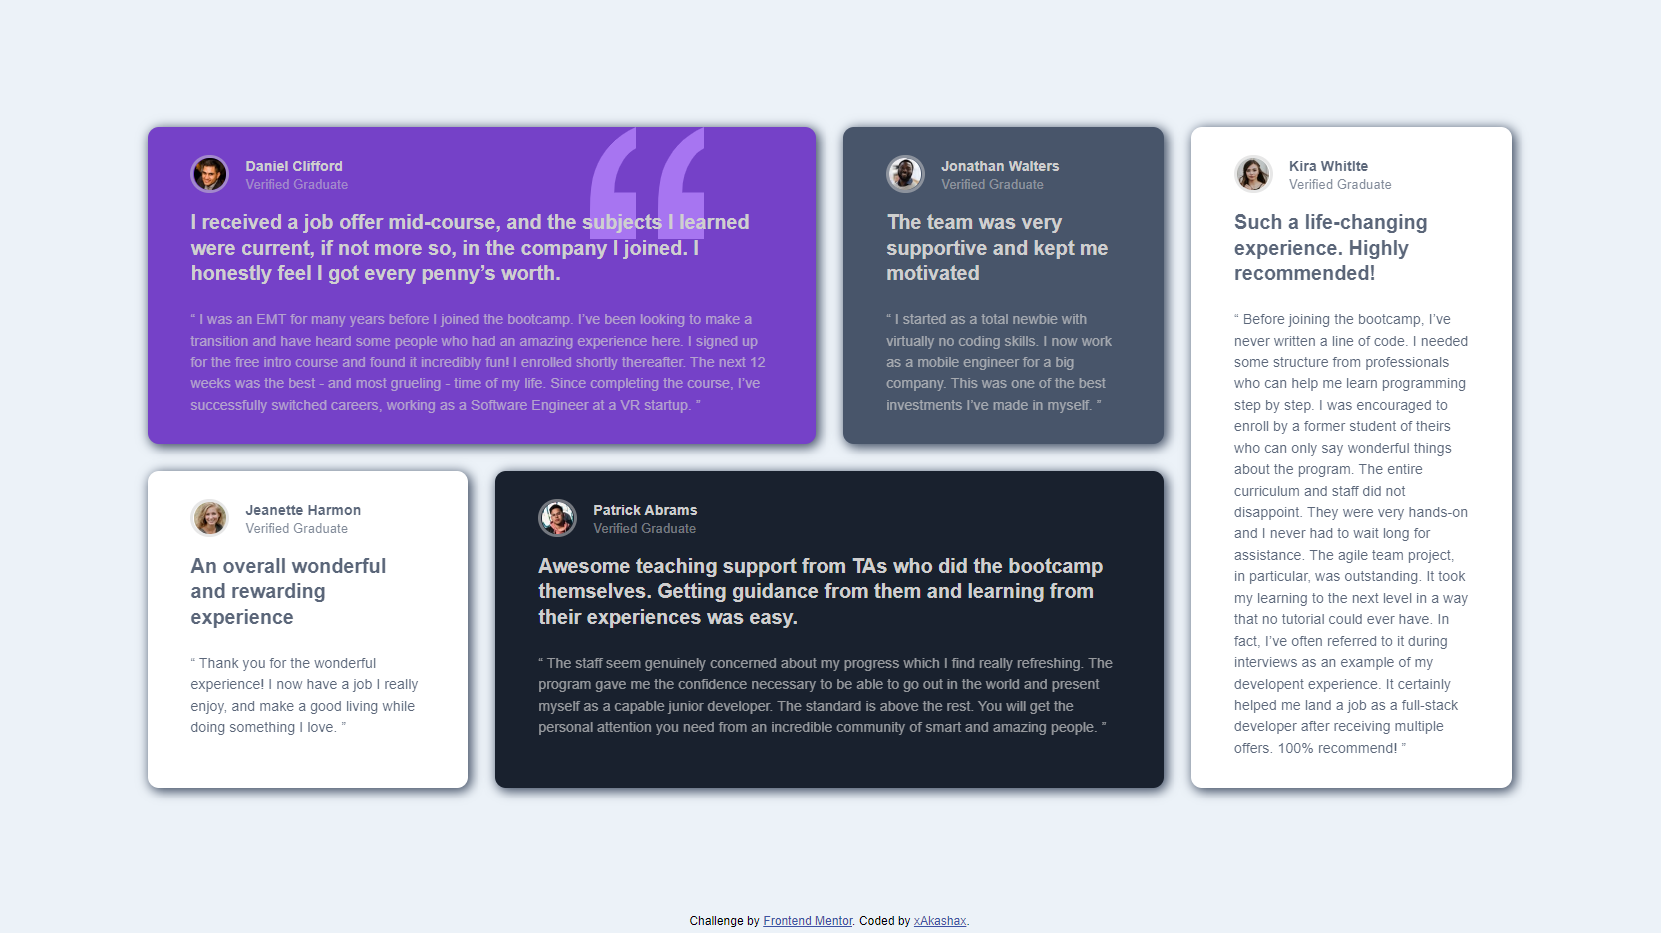 Daniel Clifford
Verified Graduate
I received a job offer mid-course, and the subjects I learned
were current, if not more so, in the company I joined. I
honestly feel I got every penny’s worth.
“ I was an EMT for many years before I joined the bootcamp. I’ve been looking to make a
transition and have heard some people who had an amazing experience here. I signed up
for the free intro course and found it incredibly fun! I enrolled shortly thereafter. The next 12
weeks was the best - and most grueling - time of my life. Since completing the course, I’ve
successfully switched careers, working as a Software Engineer at a VR startup. ”
Jonathan Walters
Verified Graduate
The team was very
supportive and kept me
motivated
“ I started as a total newbie with
virtually no coding skills. I now work
as a mobile engineer for a big
company. This was one of the best
investments I’ve made in myself. ”
Kira Whitlte
Verified Graduate
Such a life-changing
experience. Highly
recommended!
“ Before joining the bootcamp, I’ve
never written a line of code. I needed
some structure from professionals
who can help me learn programming
step by step. I was encouraged to
enroll by a former student of theirs
who can only say wonderful things
about the program. The entire
curriculum and staff did not
disappoint. They were very hands-on
and I never had to wait long for
assistance. The agile team project,
in particular, was outstanding. It took
my learning to the next level in a way
that no tutorial could ever have. In
fact, I’ve often referred to it during
interviews as an example of my
developent experience. It certainly
helped me land a job as a full-stack
developer after receiving multiple
offers. 100% recommend! ”
Jeanette Harmon
Verified Graduate
An overall wonderful
and rewarding
experience
“ Thank you for the wonderful
experience! I now have a job I really
enjoy, and make a good living while
doing something I love. ”
Patrick Abrams
Verified Graduate
Awesome teaching support from TAs who did the bootcamp
themselves. Getting guidance from them and learning from
their experiences was easy.
“ The staff seem genuinely concerned about my progress which I find really refreshing. The
program gave me the confidence necessary to be able to go out in the world and present
myself as a capable junior developer. The standard is above the rest. You will get the
personal attention you need from an incredible community of smart and amazing people. ”
Challenge by Frontend Mentor. Coded by xAkashax.